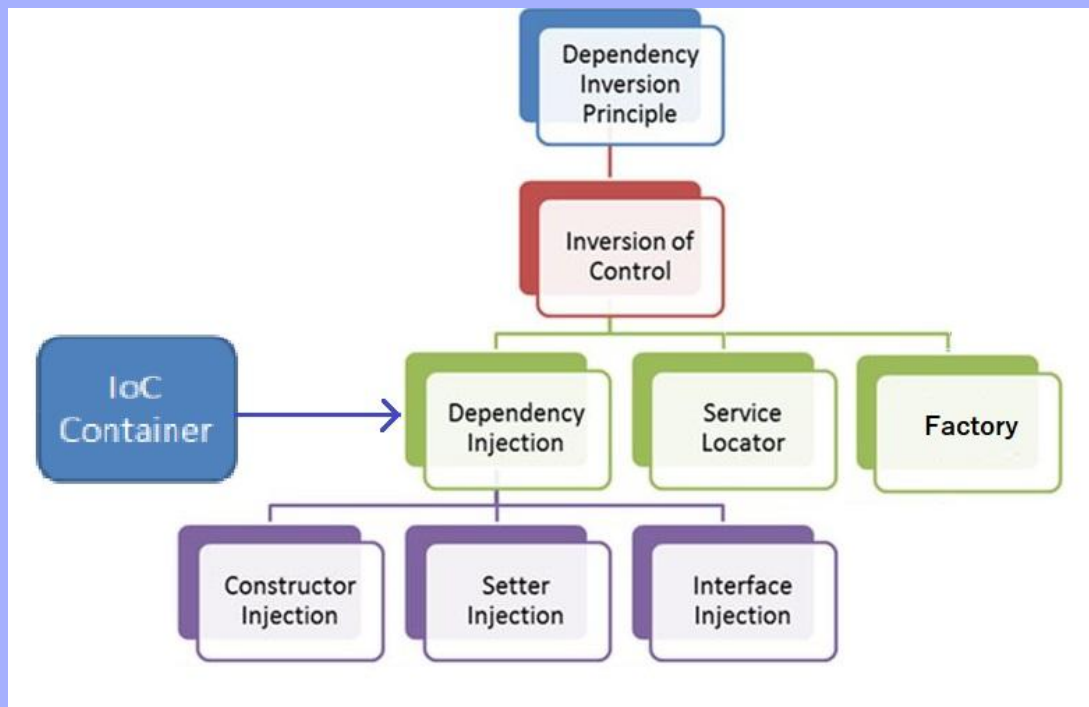 Dependency
Inversion
Principle
Inversion of
Control
IoC
Container
Dependency
Injection
Service
Locator
Factory
Constructor
Injection
Setter
Injection
Interface
Injection